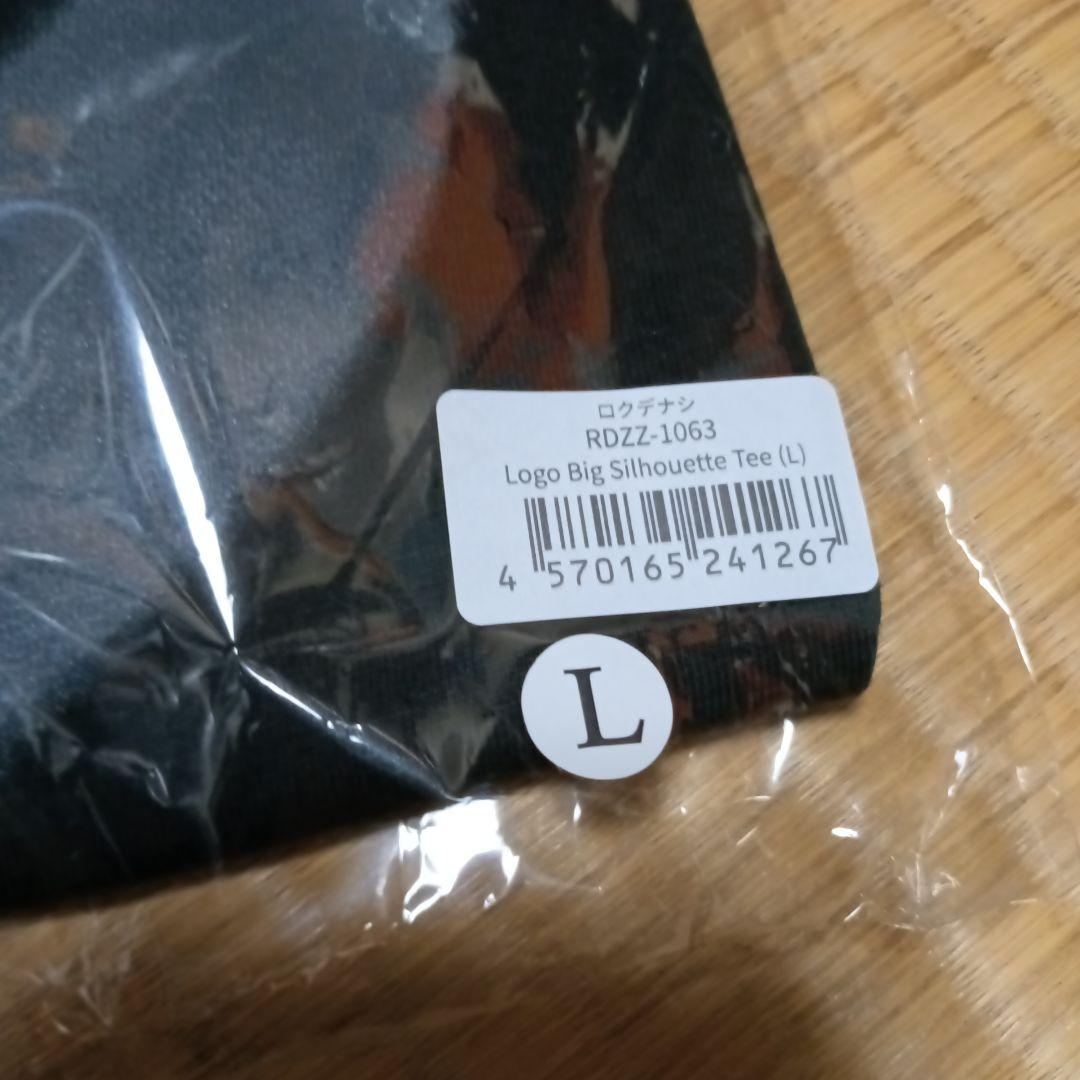 ロクデナシ
RDZZ-1063
Logo Big Silhouette Tee (L)
4 570165 241267
L